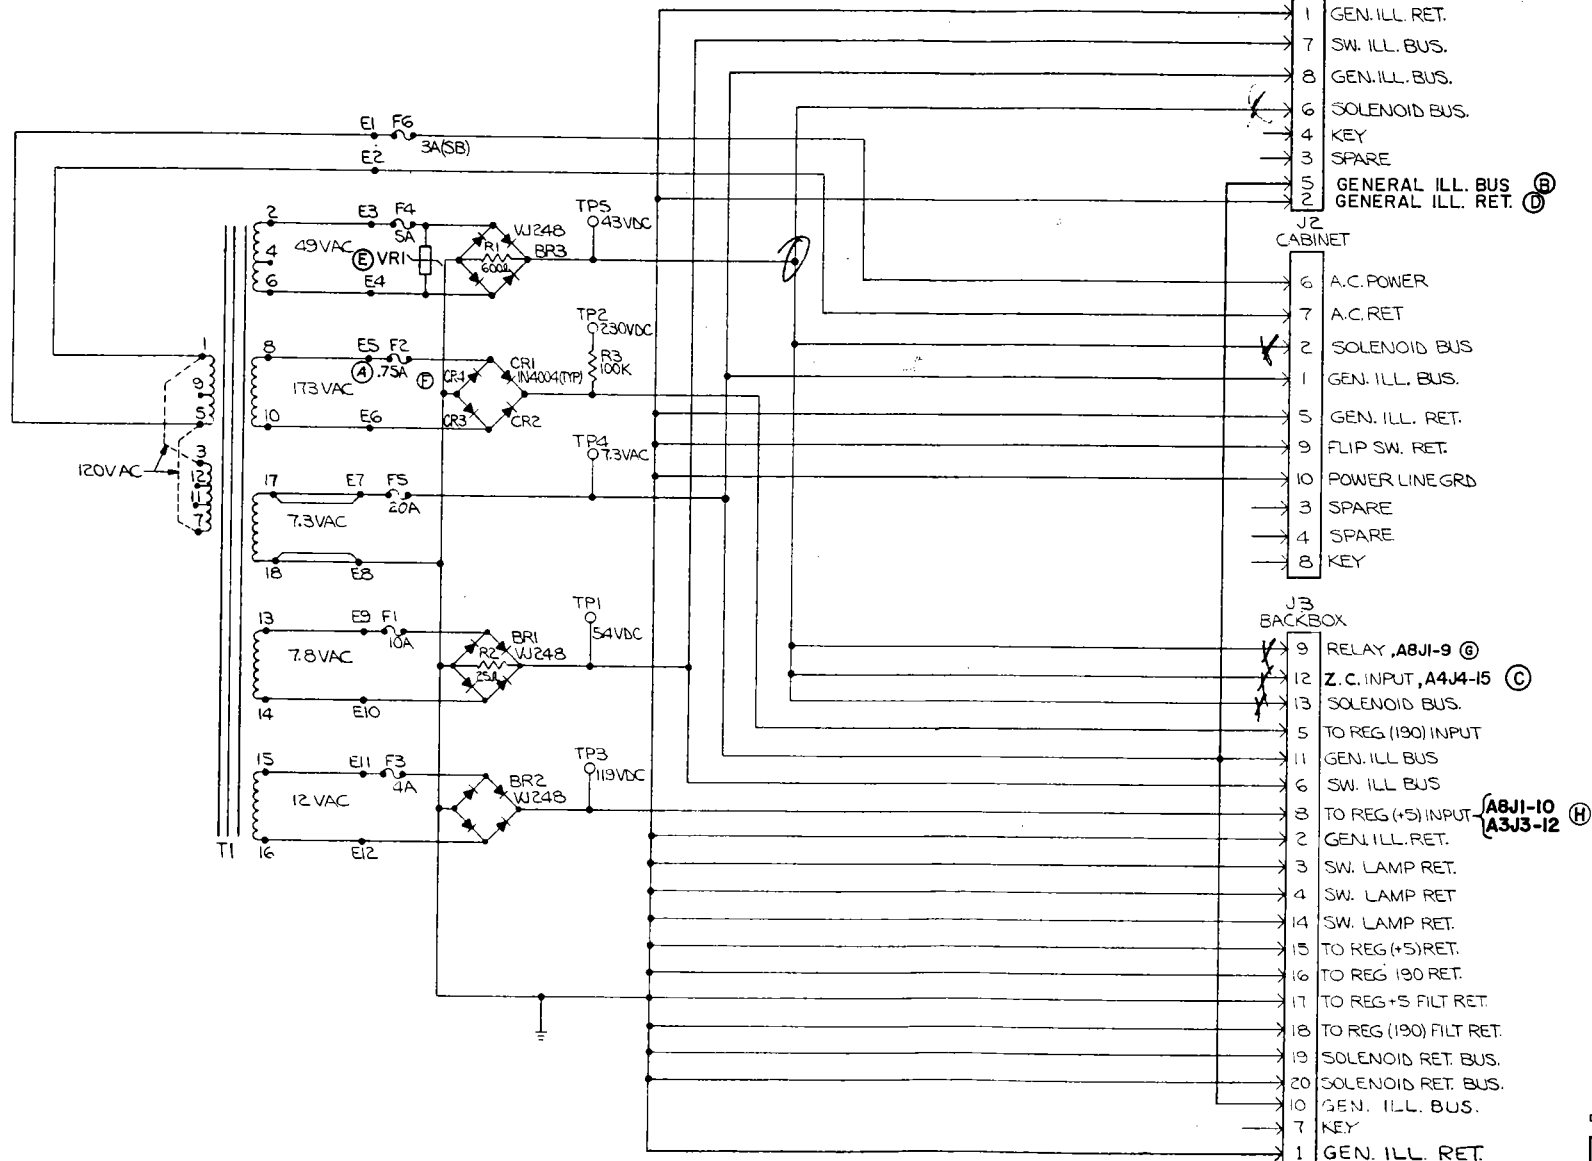 1 GEN. ILL. RET.
7 SW. ILL. BUS.
8 GEN. ILL. BUS.
6 SOLENOID BUS.
4 KEY
3 SPARE
5 GENERAL ILL. BUS (B)
2 GENERAL ILL. RET. (D)
J2
CABINET
6 A.C. POWER
7 A.C. RET
2 SOLENOID BUS
1 GEN. ILL. BUS.
5 GEN. ILL. RET.
9 FLIP SW. RET.
10 POWER LINE GRD
3 SPARE
4 SPARE
8 KEY
J3
BACKBOX
9 RELAY, A8J1-9 (G)
12 Z.C. INPUT, A4J4-15 (C)
13 SOLENOID BUS.
5 TO REG (190) INPUT
11 GEN. ILL BUS
6 SW. ILL BUS
8 TO REG (+5) INPUT
A8J1-10
A3J3-12 (H)
2 GEN. ILL. RET.
3 SW. LAMP RET.
4 SW. LAMP RET
14 SW. LAMP RET.
15 TO REG (+5) RET.
16 TO REG 190 RET.
17 TO REG +5 FILT RET.
18 TO REG (190) FILT RET.
19 SOLENOID RET. BUS.
20 SOLENOID RET. BUS.
10 GEN. ILL. BUS.
7 KEY
1 GEN. ILL. RET.
E1 F6
3A(SB)
E2
2 E3 F4
5A
49VAC
4
(E) VR1
6 E4
R1
600Ω
VJ248
BR3
TP5
43VDC
8 E5 F2
(A) .75A (F)
173VAC
10 E6
CR4
CR3
CR1
1N4004(TYP)
CR2
TP2
230VDC
R3
100K
TP4
7.3VAC
17 E7 F5
20A
7.3VAC
18 E8
13 E9 F1
10A
7.8VAC
14 E10
BR1
VJ248
R2
25Ω
TP1
5.4VDC
15 E11 F3
4A
12VAC
16 E12
BR2
VJ248
TP3
11.9VDC
1
9
5
3
12
11
7
120VAC
T1